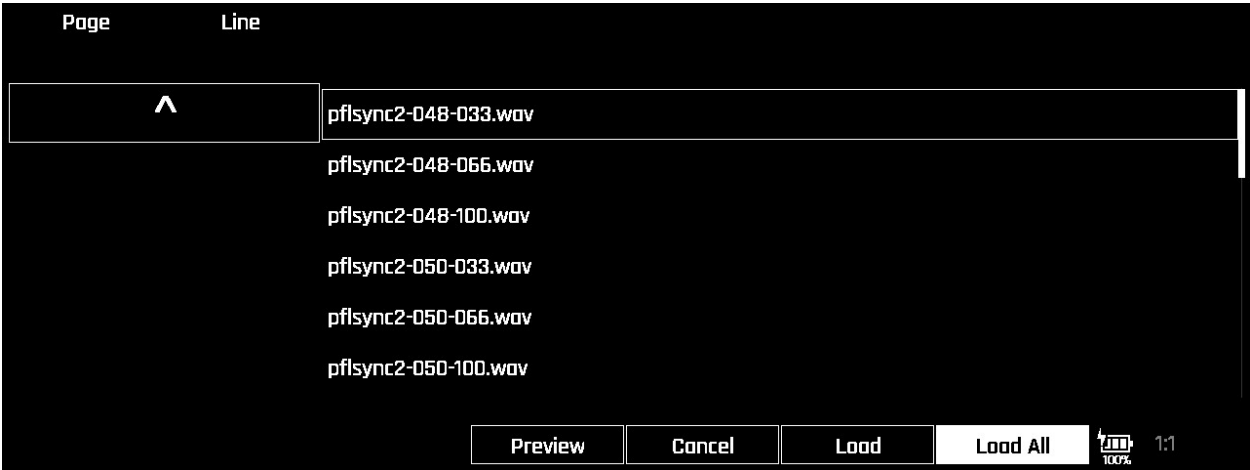 Page Line
^
pflsync2-048-033.wav
pflsync2-048-066.wav
pflsync2-048-100.wav
pflsync2-050-033.wav
pflsync2-050-066.wav
pflsync2-050-100.wav
Preview Cancel Load Load All 100% 1:1